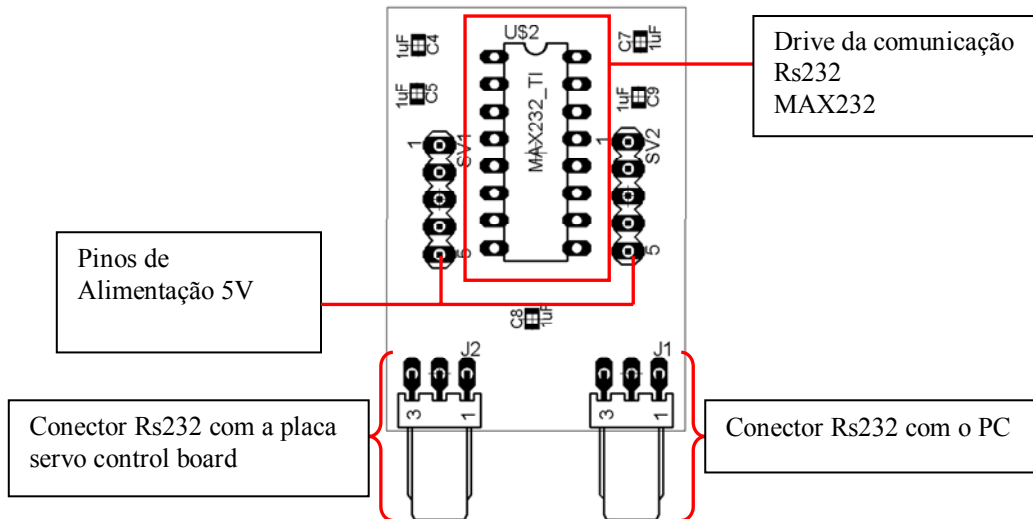 U$2
C4
1uF
C5
1uF
C7
1uF
C9
1uF
MAX232_TI
1
SV1
5
1
SV2
5
Drive da comunicação
Rs232
MAX232
Pinos de
Alimentação 5V
C8
1uF
J2
3
1
J1
3
1
Conector Rs232 com a placa
servo control board
Conector Rs232 com o PC